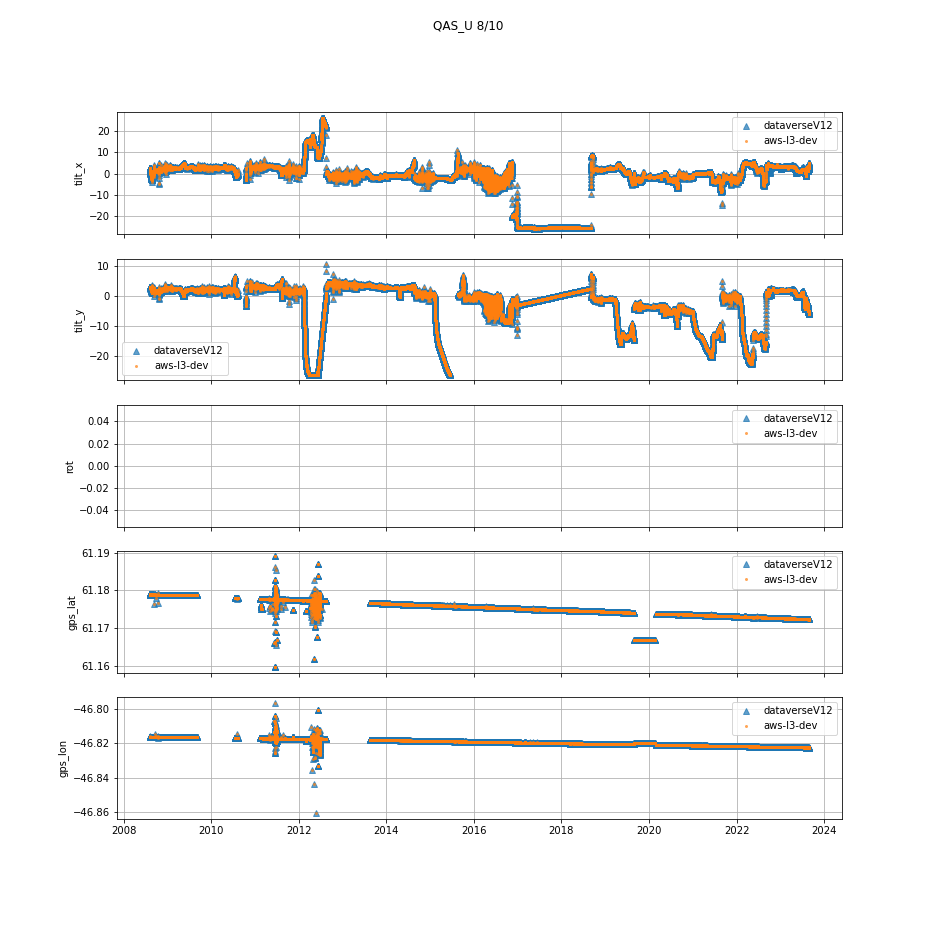 QAS_U 8/10
tilt_x
20
10
0
−10
−20
dataverseV12
aws-l3-dev
tilt_y
10
0
−10
−20
dataverseV12
aws-l3-dev
rot
0.04
0.02
0.00
−0.02
−0.04
dataverseV12
aws-l3-dev
gps_lat
61.19
61.18
61.17
61.16
dataverseV12
aws-l3-dev
gps_lon
−46.80
−46.82
−46.84
−46.86
dataverseV12
aws-l3-dev
2008 2010 2012 2014 2016 2018 2020 2022 2024